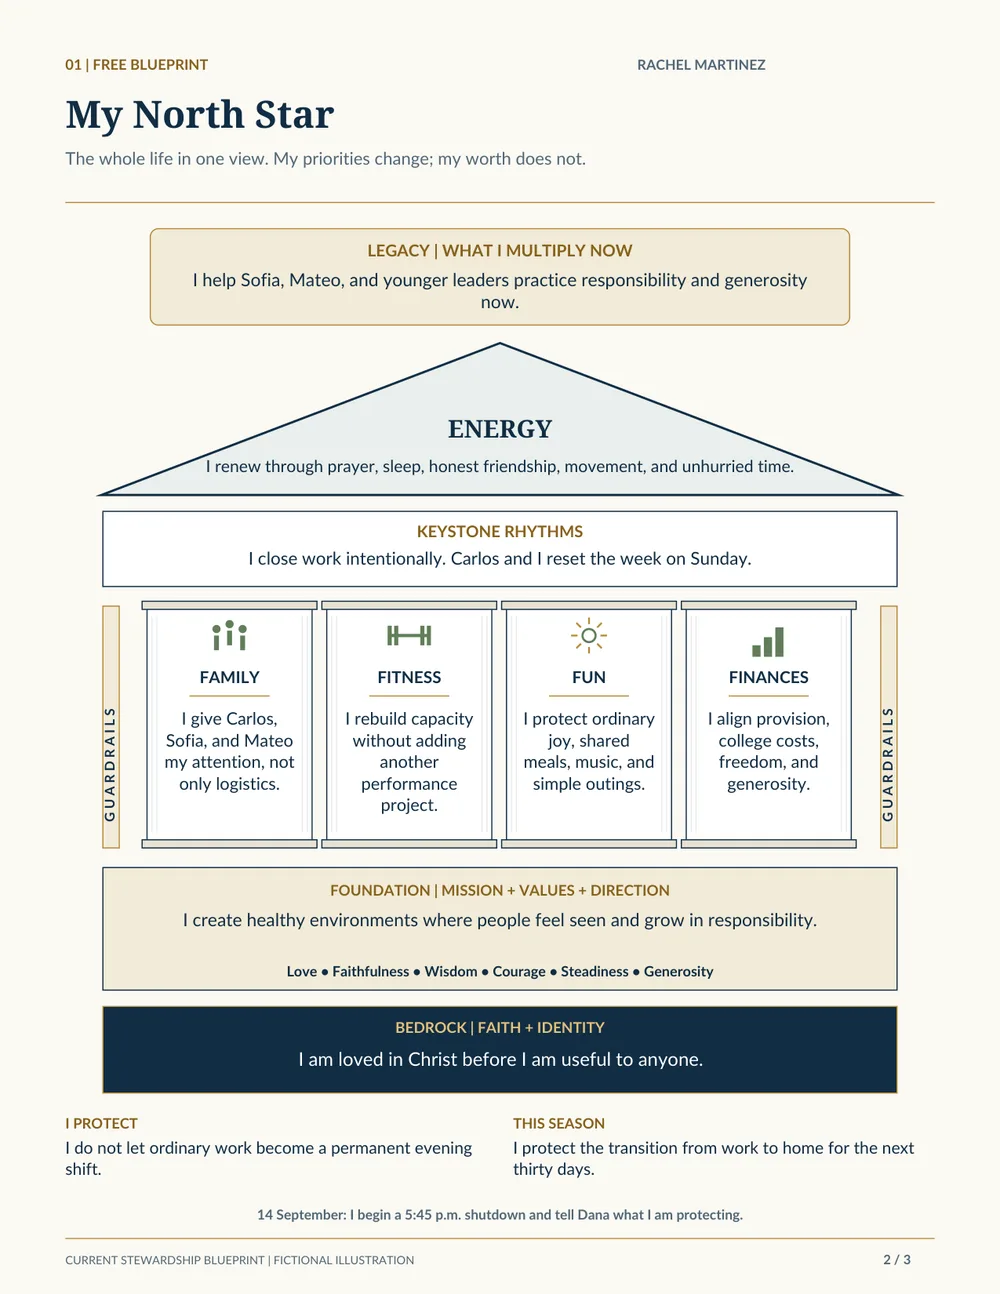 01 | FREE BLUEPRINT
RACHEL MARTINEZ
My North Star
The whole life in one view. My priorities change; my worth does not.
LEGACY | WHAT I MULTIPLY NOW
I help Sofia, Mateo, and younger leaders practice responsibility and generosity
now.
ENERGY
I renew through prayer, sleep, honest friendship, movement, and unhurried time.
KEYSTONE RHYTHMS
I close work intentionally. Carlos and I reset the week on Sunday.
GUARDRAILS
FAMILY
I give Carlos,
Sofia, and Mateo
my attention, not
only logistics.
FITNESS
I rebuild capacity
without adding
another
performance
project.
FUN
I protect ordinary
joy, shared
meals, music, and
simple outings.
FINANCES
I align provision,
college costs,
freedom, and
generosity.
GUARDRAILS
FOUNDATION | MISSION + VALUES + DIRECTION
I create healthy environments where people feel seen and grow in responsibility.
Love • Faithfulness • Wisdom • Courage • Steadiness • Generosity
BEDROCK | FAITH + IDENTITY
I am loved in Christ before I am useful to anyone.
I PROTECT
I do not let ordinary work become a permanent evening
shift.
THIS SEASON
I protect the transition from work to home for the next
thirty days.
14 September: I begin a 5:45 p.m. shutdown and tell Dana what I am protecting.
CURRENT STEWARDSHIP BLUEPRINT | FICTIONAL ILLUSTRATION
2 / 3